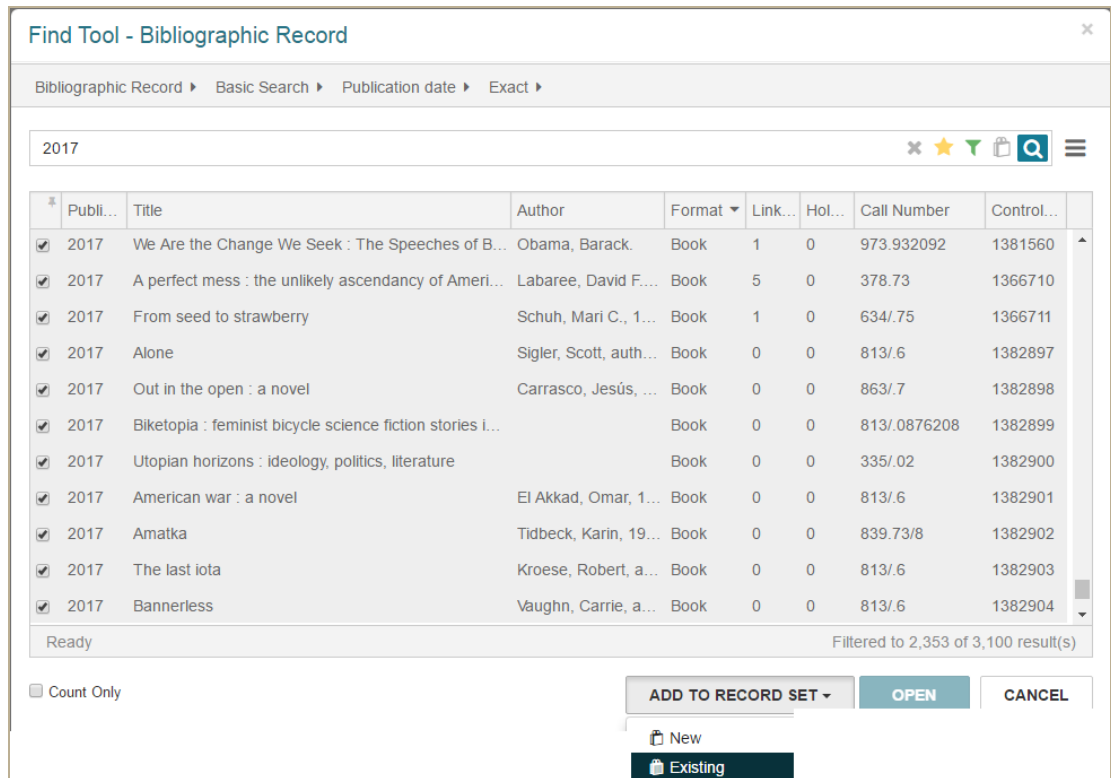 Find Tool - Bibliographic Record
Bibliographic Record Basic Search Publication date Exact
2017
Publi... Title Author Format Link... Hol... Call Number Control...
2017 We Are the Change We Seek : The Speeches of B... Obama, Barack. Book 1 0 973.932092 1381560
2017 A perfect mess : the unlikely ascendancy of Ameri... Labaree, David F.... Book 5 0 378.73 1366710
2017 From seed to strawberry Schuh, Mari C., 1... Book 1 0 634/.75 1366711
2017 Alone Sigler, Scott, auth... Book 0 0 813/.6 1382897
2017 Out in the open : a novel Carrasco, Jesús, ... Book 0 0 863/.7 1382898
2017 Biketopia : feminist bicycle science fiction stories i... Book 0 0 813/.0876208 1382899
2017 Utopian horizons : ideology, politics, literature Book 0 0 335/.02 1382900
2017 American war : a novel El Akkad, Omar, 1... Book 0 0 813/.6 1382901
2017 Amatka Tidbeck, Karin, 19... Book 0 0 839.73/8 1382902
2017 The last iota Kroese, Robert, a... Book 0 0 813/.6 1382903
2017 Bannerless Vaughn, Carrie, a... Book 0 0 813/.6 1382904
Ready Filtered to 2,353 of 3,100 result(s)
Count Only ADD TO RECORD SET OPEN CANCEL
New
Existing